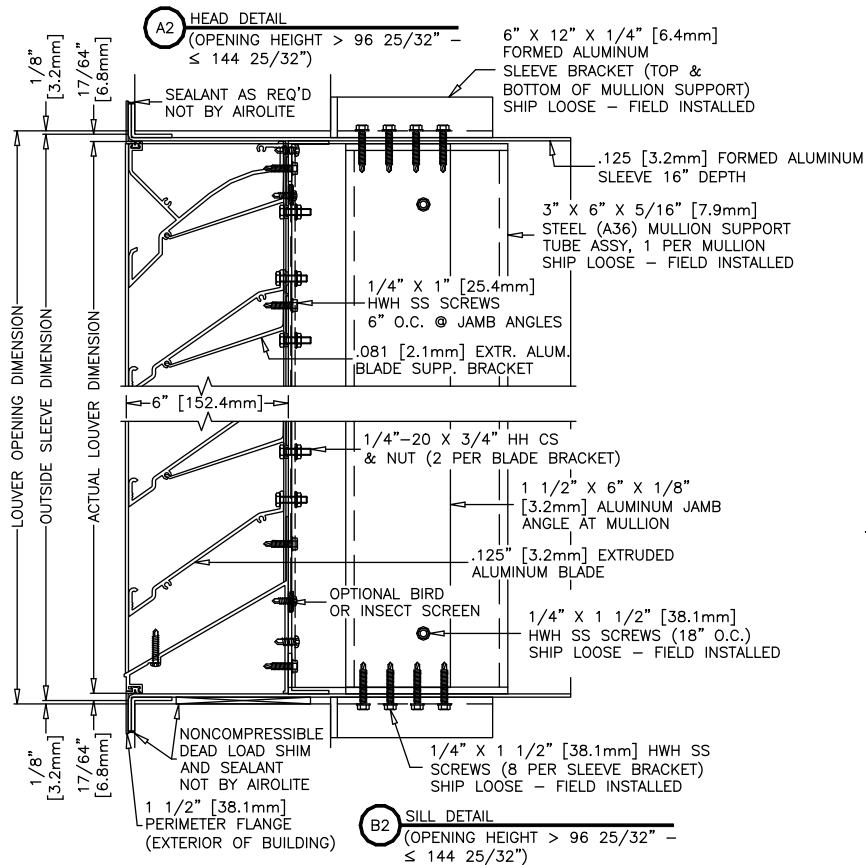 A2
HEAD DETAIL
(OPENING HEIGHT > 96 25/32" –
≤ 144 25/32")
6" X 12" X 1/4" [6.4mm]
FORMED ALUMINUM
SLEEVE BRACKET (TOP &
BOTTOM OF MULLION SUPPORT)
SHIP LOOSE – FIELD INSTALLED
1/8"
[3.2mm]
17/64"
[6.8mm]
SEALANT AS REQ'D
NOT BY AIROLITE
.125 [3.2mm] FORMED ALUMINUM
SLEEVE 16" DEPTH
3" X 6" X 5/16" [7.9mm]
STEEL (A36) MULLION SUPPORT
TUBE ASSY, 1 PER MULLION
SHIP LOOSE – FIELD INSTALLED
1/4" X 1" [25.4mm]
HWH SS SCREWS
6" O.C. @ JAMB ANGLES
.081 [2.1mm] EXTR. ALUM.
BLADE SUPP. BRACKET
LOUVER OPENING DIMENSION
OUTSIDE SLEEVE DIMENSION
ACTUAL LOUVER DIMENSION
6" [152.4mm]
1/4"–20 X 3/4" HH CS
& NUT (2 PER BLADE BRACKET)
1 1/2" X 6" X 1/8"
[3.2mm] ALUMINUM JAMB
ANGLE AT MULLION
.125" [3.2mm] EXTRUDED
ALUMINUM BLADE
OPTIONAL BIRD
OR INSECT SCREEN
1/4" X 1 1/2" [38.1mm]
HWH SS SCREWS (18" O.C.)
SHIP LOOSE – FIELD INSTALLED
1/8"
[3.2mm]
17/64"
[6.8mm]
NONCOMPRESSIBLE
DEAD LOAD SHIM
AND SEALANT
NOT BY AIROLITE
1/4" X 1 1/2" [38.1mm] HWH SS
SCREWS (8 PER SLEEVE BRACKET)
SHIP LOOSE – FIELD INSTALLED
1 1/2" [38.1mm]
PERIMETER FLANGE
(EXTERIOR OF BUILDING)
B2
SILL DETAIL
(OPENING HEIGHT > 96 25/32" –
≤ 144 25/32")